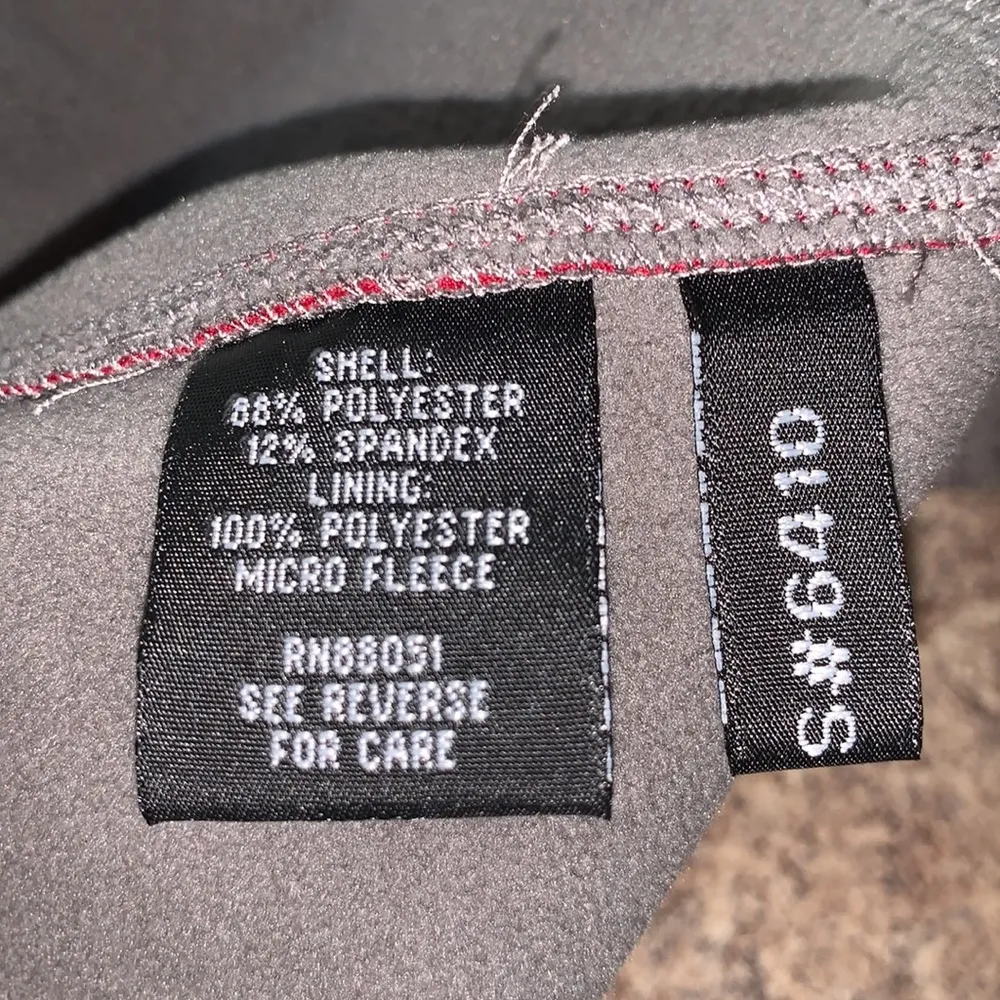 SHELL:
88% POLYESTER
12% SPANDEX
LINING:
100% POLYESTER
MICRO FLEECE
RN88051
SEE REVERSE
FOR CARE
S#6410